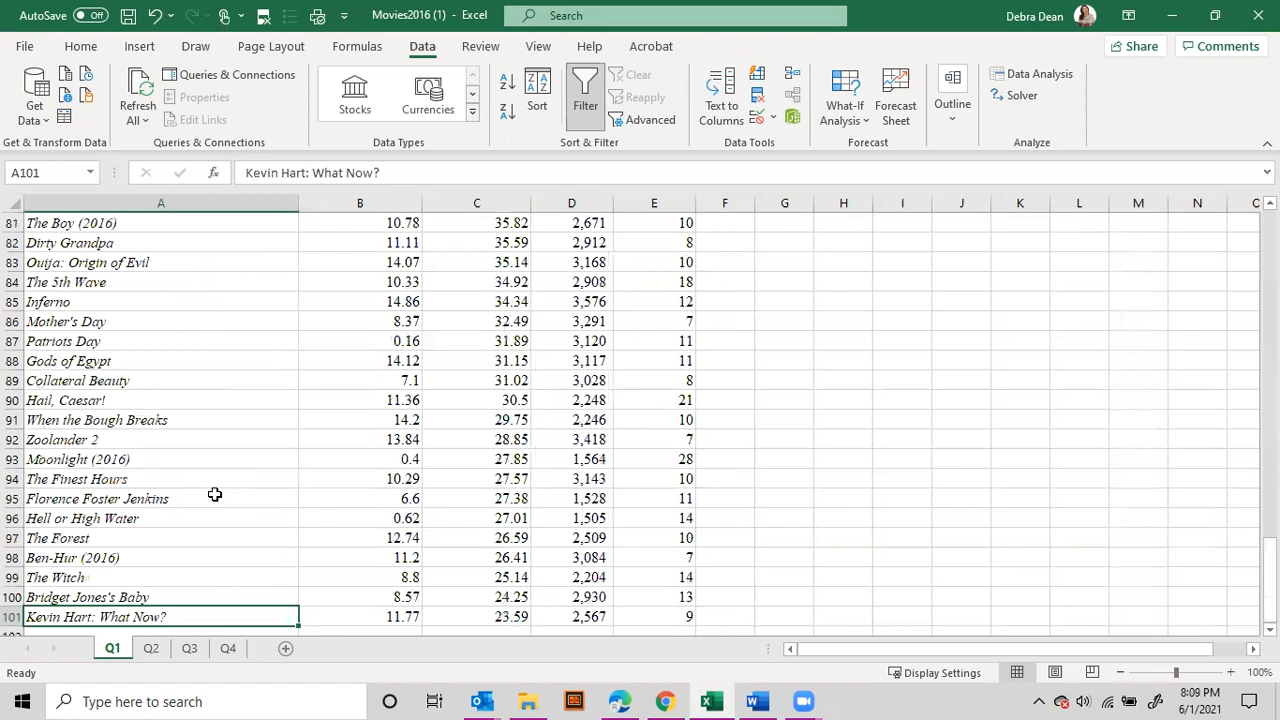 AutoSave Off Movies2016 (1) - Excel Search Debra Dean
File Home Insert Draw Page Layout Formulas Data Review View Help Acrobat Share Comments
Get Data Refresh All Queries & Connections Properties Edit Links Stocks Currencies Sort Filter Clear Reapply Advanced Text to Columns What-If Analysis Forecast Sheet Outline Data Analysis Solver
Get & Transform Data Queries & Connections Data Types Sort & Filter Data Tools Forecast Analyze
A101 fx Kevin Hart: What Now?
A B C D E F G H I J K L M N
81 The Boy (2016) 10.78 35.82 2,671 10
82 Dirty Grandpa 11.11 35.59 2,912 8
83 Ouija: Origin of Evil 14.07 35.14 3,168 10
84 The 5th Wave 10.33 34.92 2,908 18
85 Inferno 14.86 34.34 3,576 12
86 Mother's Day 8.37 32.49 3,291 7
87 Patriots Day 0.16 31.89 3,120 11
88 Gods of Egypt 14.12 31.15 3,117 11
89 Collateral Beauty 7.1 31.02 3,028 8
90 Hail, Caesar! 11.36 30.5 2,248 21
91 When the Bough Breaks 14.2 29.75 2,246 10
92 Zoolander 2 13.84 28.85 3,418 7
93 Moonlight (2016) 0.4 27.85 1,564 28
94 The Finest Hours 10.29 27.57 3,143 10
95 Florence Foster Jenkins 6.6 27.38 1,528 11
96 Hell or High Water 0.62 27.01 1,505 14
97 The Forest 12.74 26.59 2,509 10
98 Ben-Hur (2016) 11.2 26.41 3,084 7
99 The Witch 8.8 25.14 2,204 14
100 Bridget Jones's Baby 8.57 24.25 2,930 13
101 Kevin Hart: What Now? 11.77 23.59 2,567 9
Q1 Q2 Q3 Q4
Ready Display Settings 100%
Type here to search 8:09 PM
6/1/2021